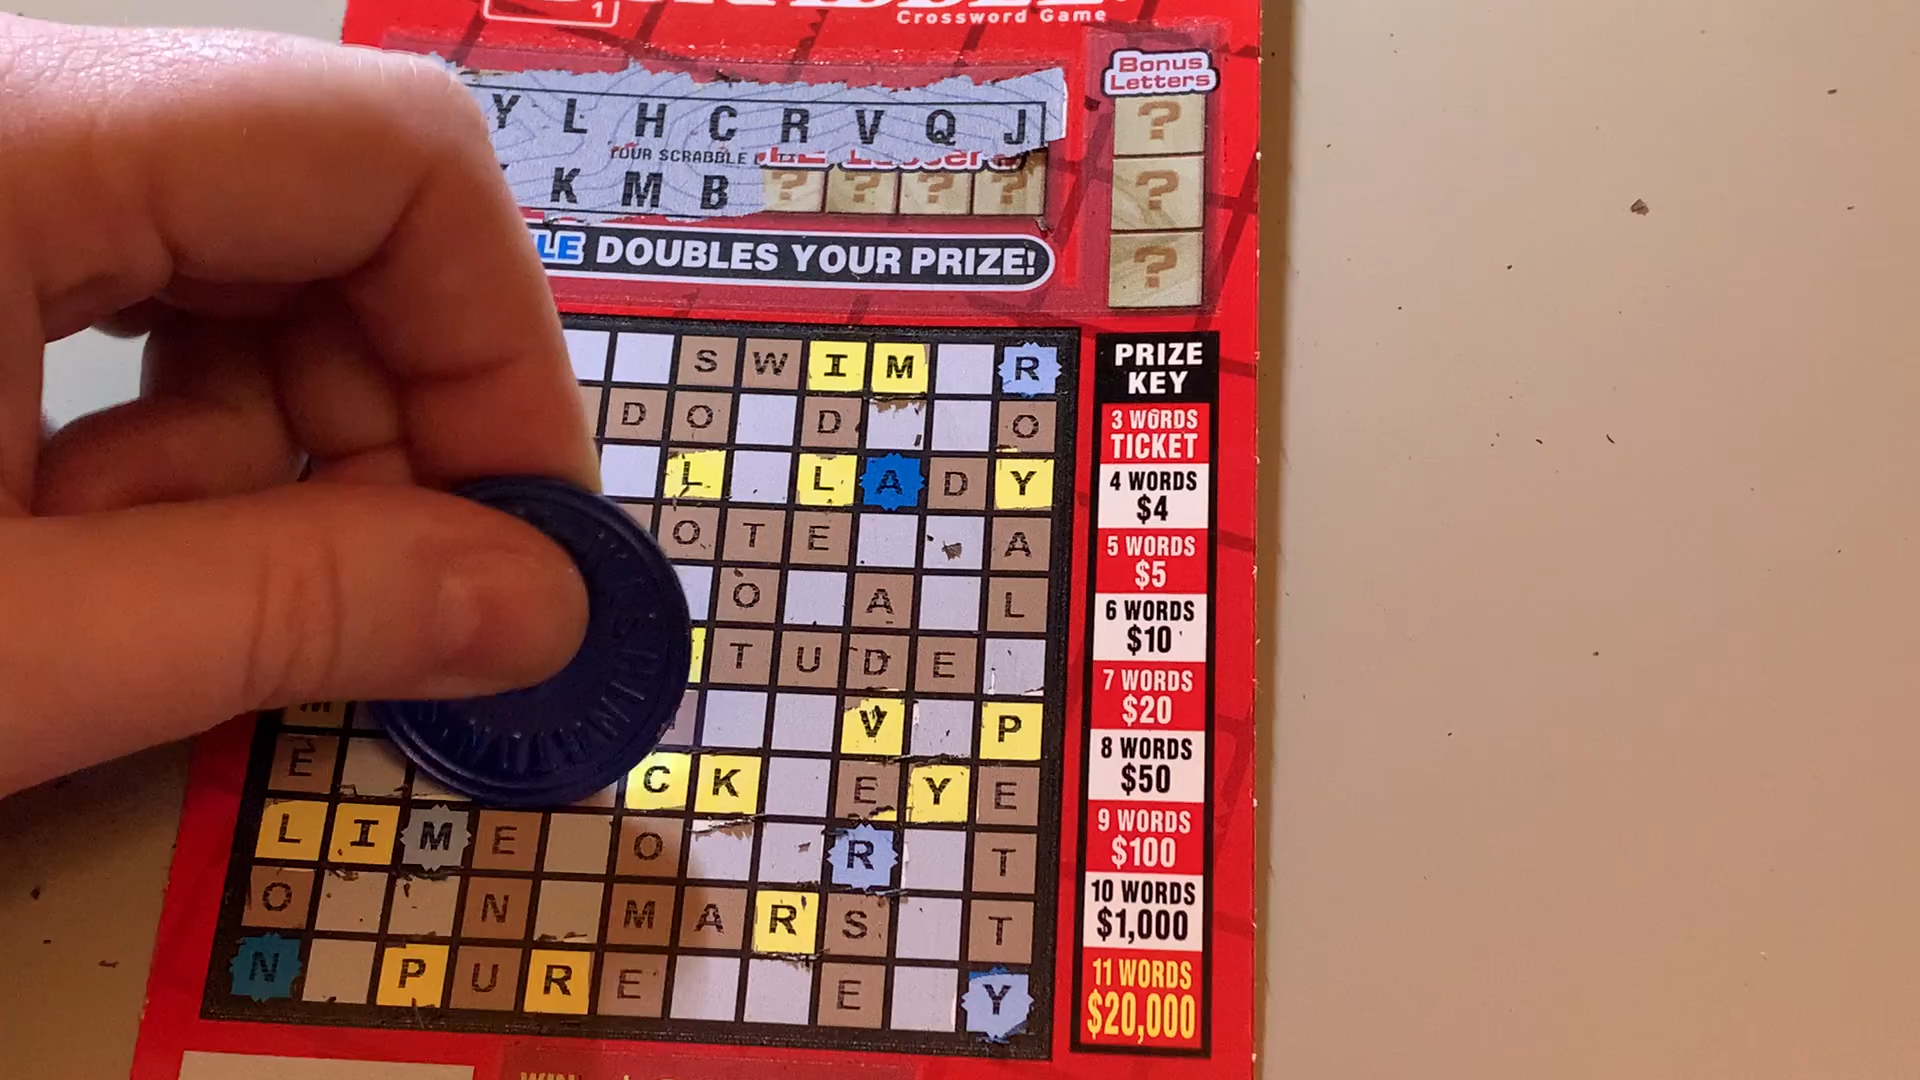 1
Crossword Game
Bonus
Letters
Y L H C R V Q J
YOUR SCRABBLE
K M B ? ? ? ?
?
?
?
LE DOUBLES YOUR PRIZE!
S W I M R
D O D O
L L A D Y
O T E A
O A L
T U D E
M V P
E C K E Y E
L I M E O R T
O N M A R S T
N P U R E E Y
PRIZE
KEY
3 WORDS
TICKET
4 WORDS
$4
5 WORDS
$5
6 WORDS
$10
7 WORDS
$20
8 WORDS
$50
9 WORDS
$100
10 WORDS
$1,000
11 WORDS
$20,000